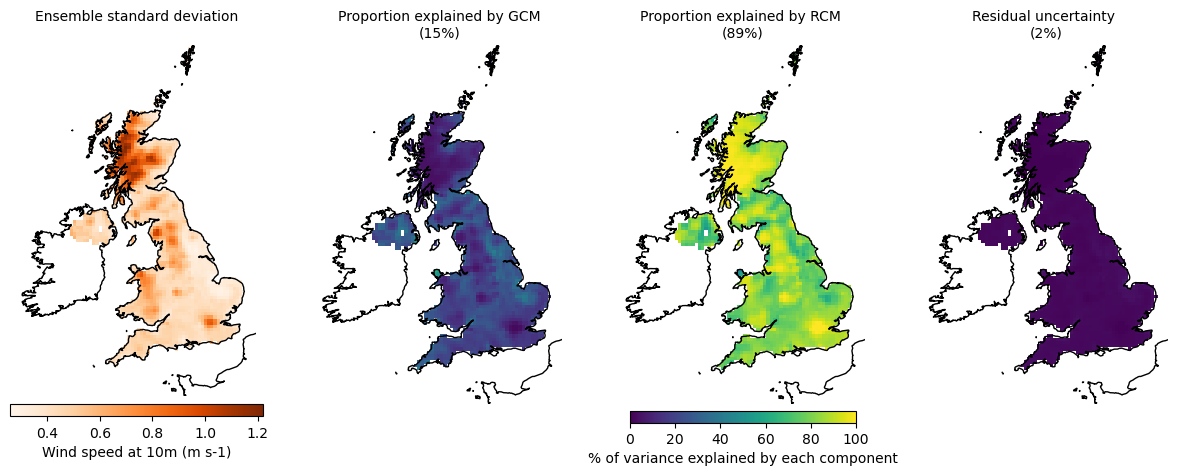 Ensemble standard deviation
Proportion explained by GCM
(15%)
Proportion explained by RCM
(89%)
Residual uncertainty
(2%)
0.4 0.6 0.8 1.0 1.2
Wind speed at 10m (m s-1)
0 20 40 60 80 100
% of variance explained by each component